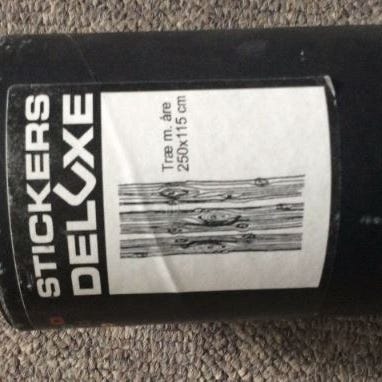 STICKERS
DELUXE
Træ m. åre
250x115 cm